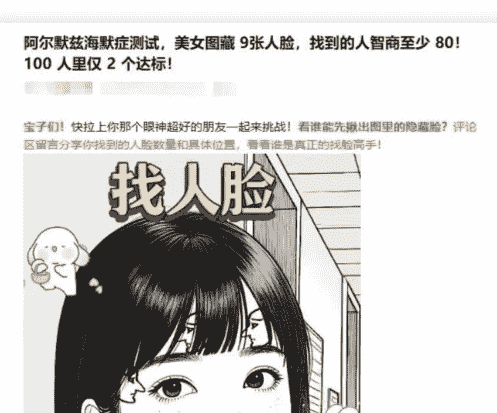 阿尔默兹海默症测试，美女图藏 9张人脸，找到的人智商至少 80！
100 人里仅 2 个达标！
宝子们！快拉上你那个眼神超好的朋友一起来挑战！看谁能先揪出图里的隐藏脸？评论
区留言分享你找到的人脸数量和具体位置，看看谁是真正的找脸高手！
找人脸